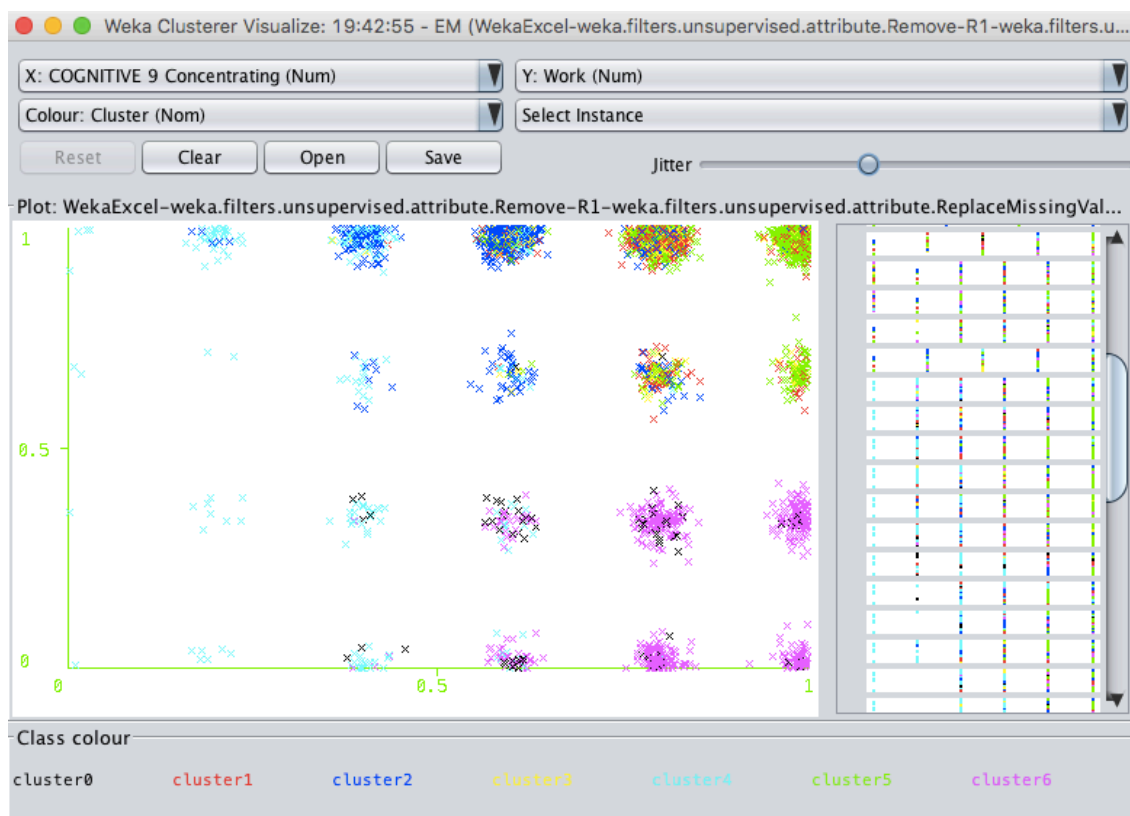 Weka Clusterer Visualize: 19:42:55 - EM (WekaExcel-weka.filters.unsupervised.attribute.Remove-R1-weka.filters.u...
X: COGNITIVE 9 Concentrating (Num) Y: Work (Num)
Colour: Cluster (Nom) Select Instance
Reset Clear Open Save Jitter
Plot: WekaExcel-weka.filters.unsupervised.attribute.Remove-R1-weka.filters.unsupervised.attribute.ReplaceMissingVal...
1
0.5
0
0 0.5 1
Class colour
cluster0 cluster1 cluster2 cluster3 cluster4 cluster5 cluster6